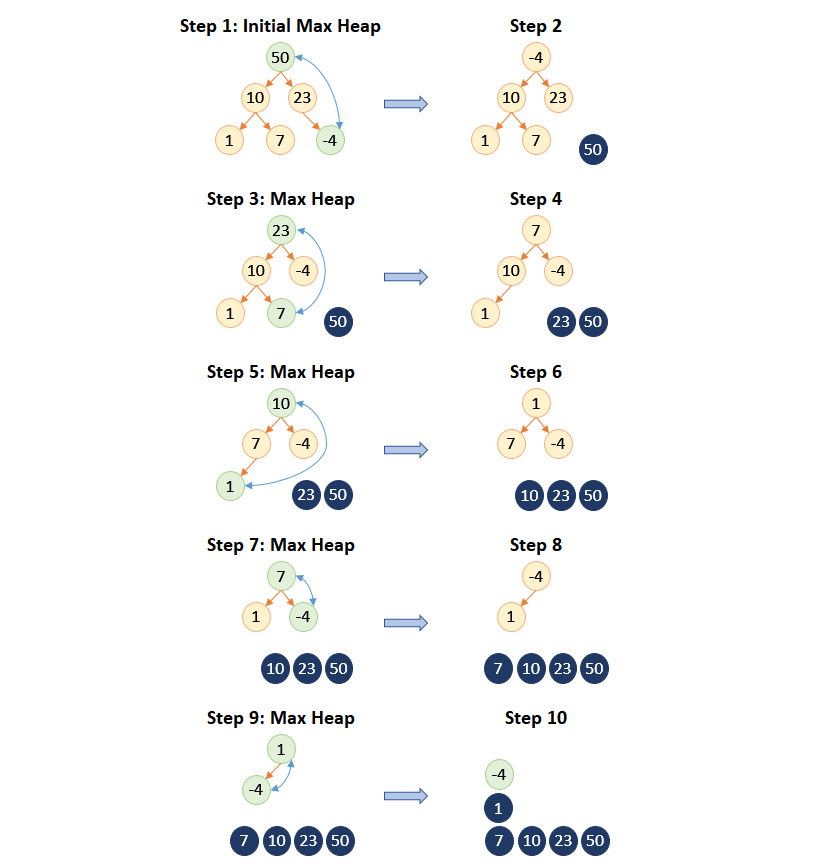 Step 1: Initial Max Heap
50
10 23
1 7 -4
Step 2
-4
10 23
1 7
50
Step 3: Max Heap
23
10 -4
1 7
50
Step 4
7
10 -4
1
23 50
Step 5: Max Heap
10
7 -4
1
23 50
Step 6
1
7 -4
10 23 50
Step 7: Max Heap
7
1 -4
10 23 50
Step 8
-4
1
7 10 23 50
Step 9: Max Heap
1
-4
7 10 23 50
Step 10
-4
1
7 10 23 50